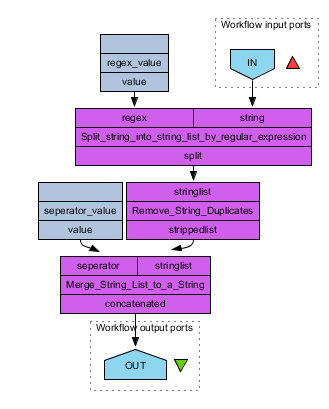 Workflow input ports
regex_value
value
IN
regex
string
Split_string_into_string_list_by_regular_expression
split
seperator_value
value
stringlist
Remove_String_Duplicates
strippedlist
seperator
stringlist
Merge_String_List_to_a_String
concatenated
Workflow output ports
OUT